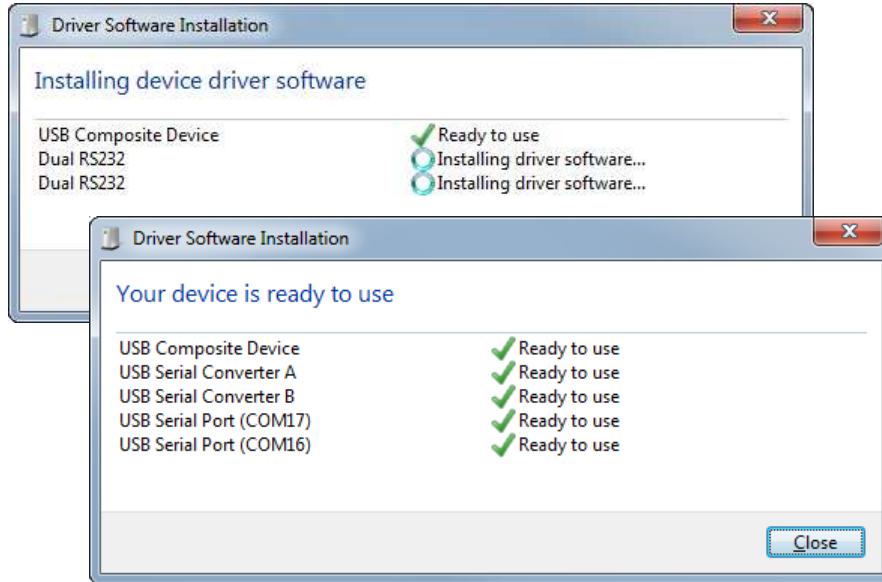 Driver Software Installation
Installing device driver software
USB Composite Device Ready to use
Dual RS232 Installing driver software...
Dual RS232 Installing driver software...
Driver Software Installation
Your device is ready to use
USB Composite Device Ready to use
USB Serial Converter A Ready to use
USB Serial Converter B Ready to use
USB Serial Port (COM17) Ready to use
USB Serial Port (COM16) Ready to use
Close